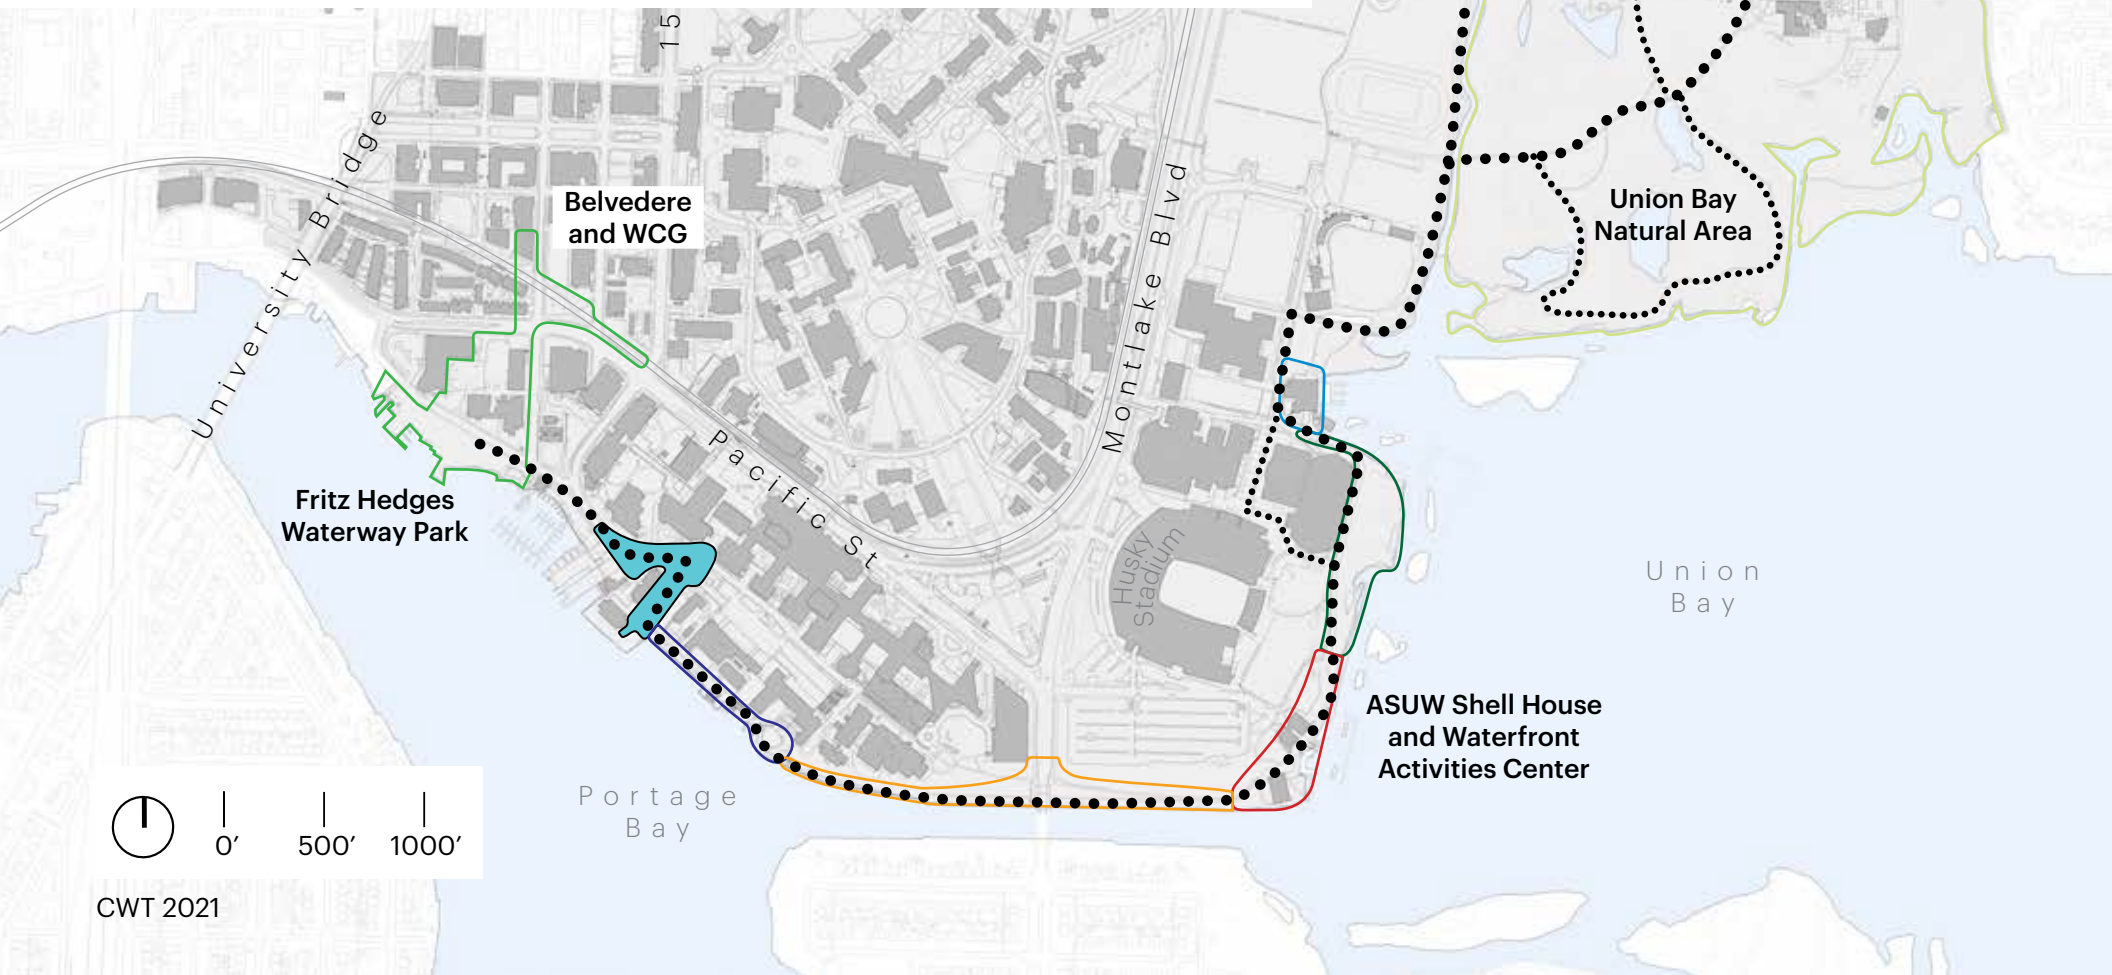 15
University Bridge
Belvedere
and WCG
Montlake Blvd
Union Bay
Natural Area
Pacific St
Fritz Hedges
Waterway Park
Husky
Stadium
Union
Bay
ASUW Shell House
and Waterfront
Activities Center
Portage
Bay
0’ 500’ 1000’
CWT 2021